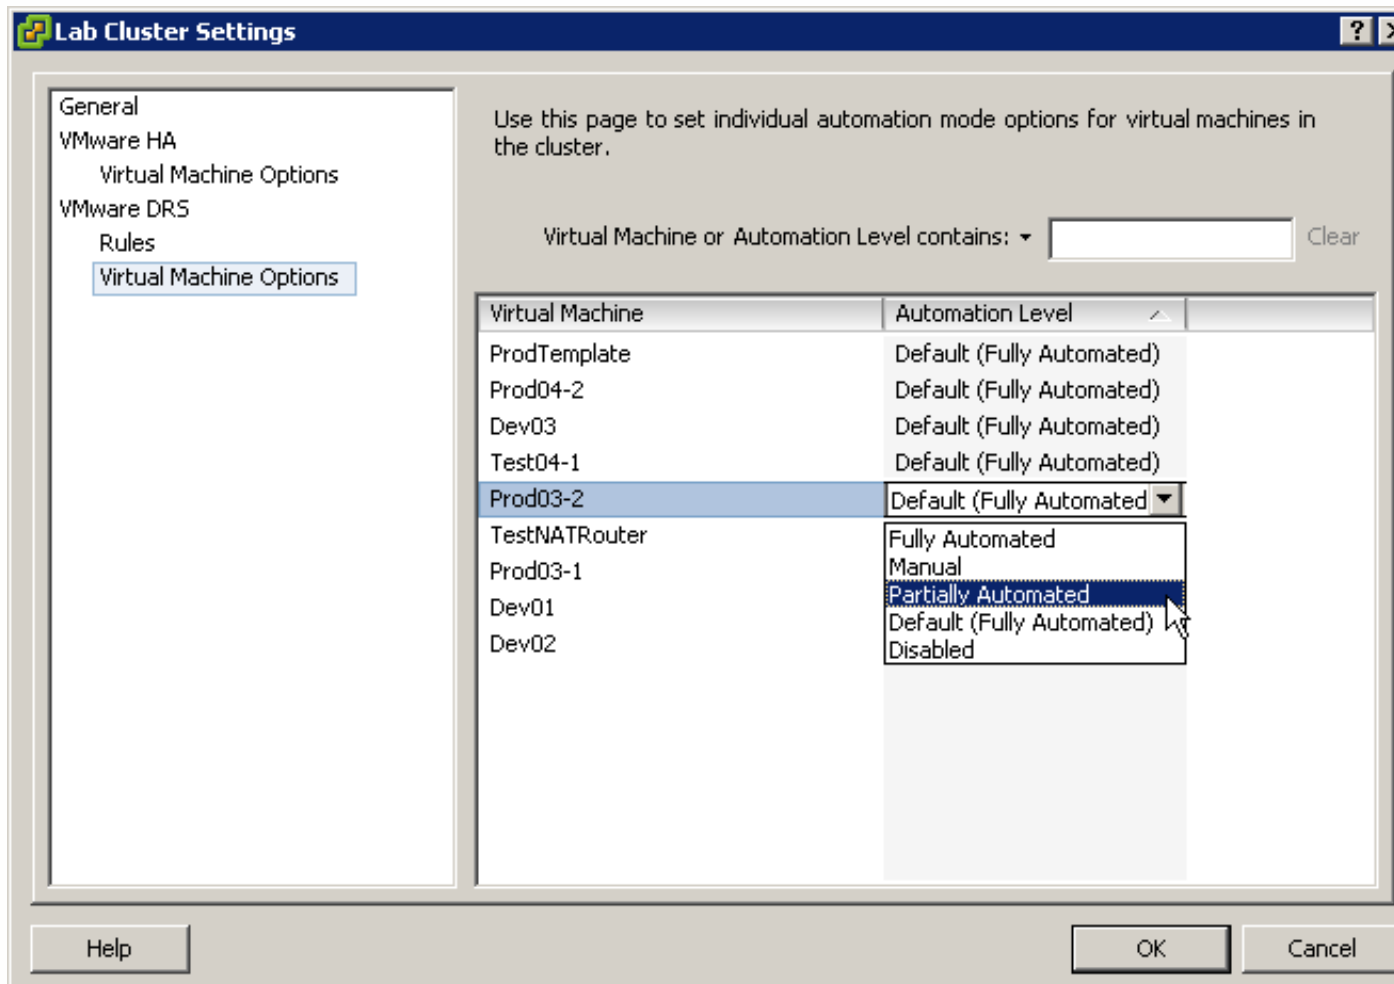 Lab Cluster Settings
General
VMware HA
Virtual Machine Options
VMware DRS
Rules
Virtual Machine Options
Use this page to set individual automation mode options for virtual machines in
the cluster.
Virtual Machine or Automation Level contains:
Clear
Virtual Machine Automation Level
ProdTemplate Default (Fully Automated)
Prod04-2 Default (Fully Automated)
Dev03 Default (Fully Automated)
Test04-1 Default (Fully Automated)
Prod03-2 Default (Fully Automated
TestNATRouter
Prod03-1
Dev01
Dev02
Fully Automated
Manual
Partially Automated
Default (Fully Automated)
Disabled
Help
OK
Cancel